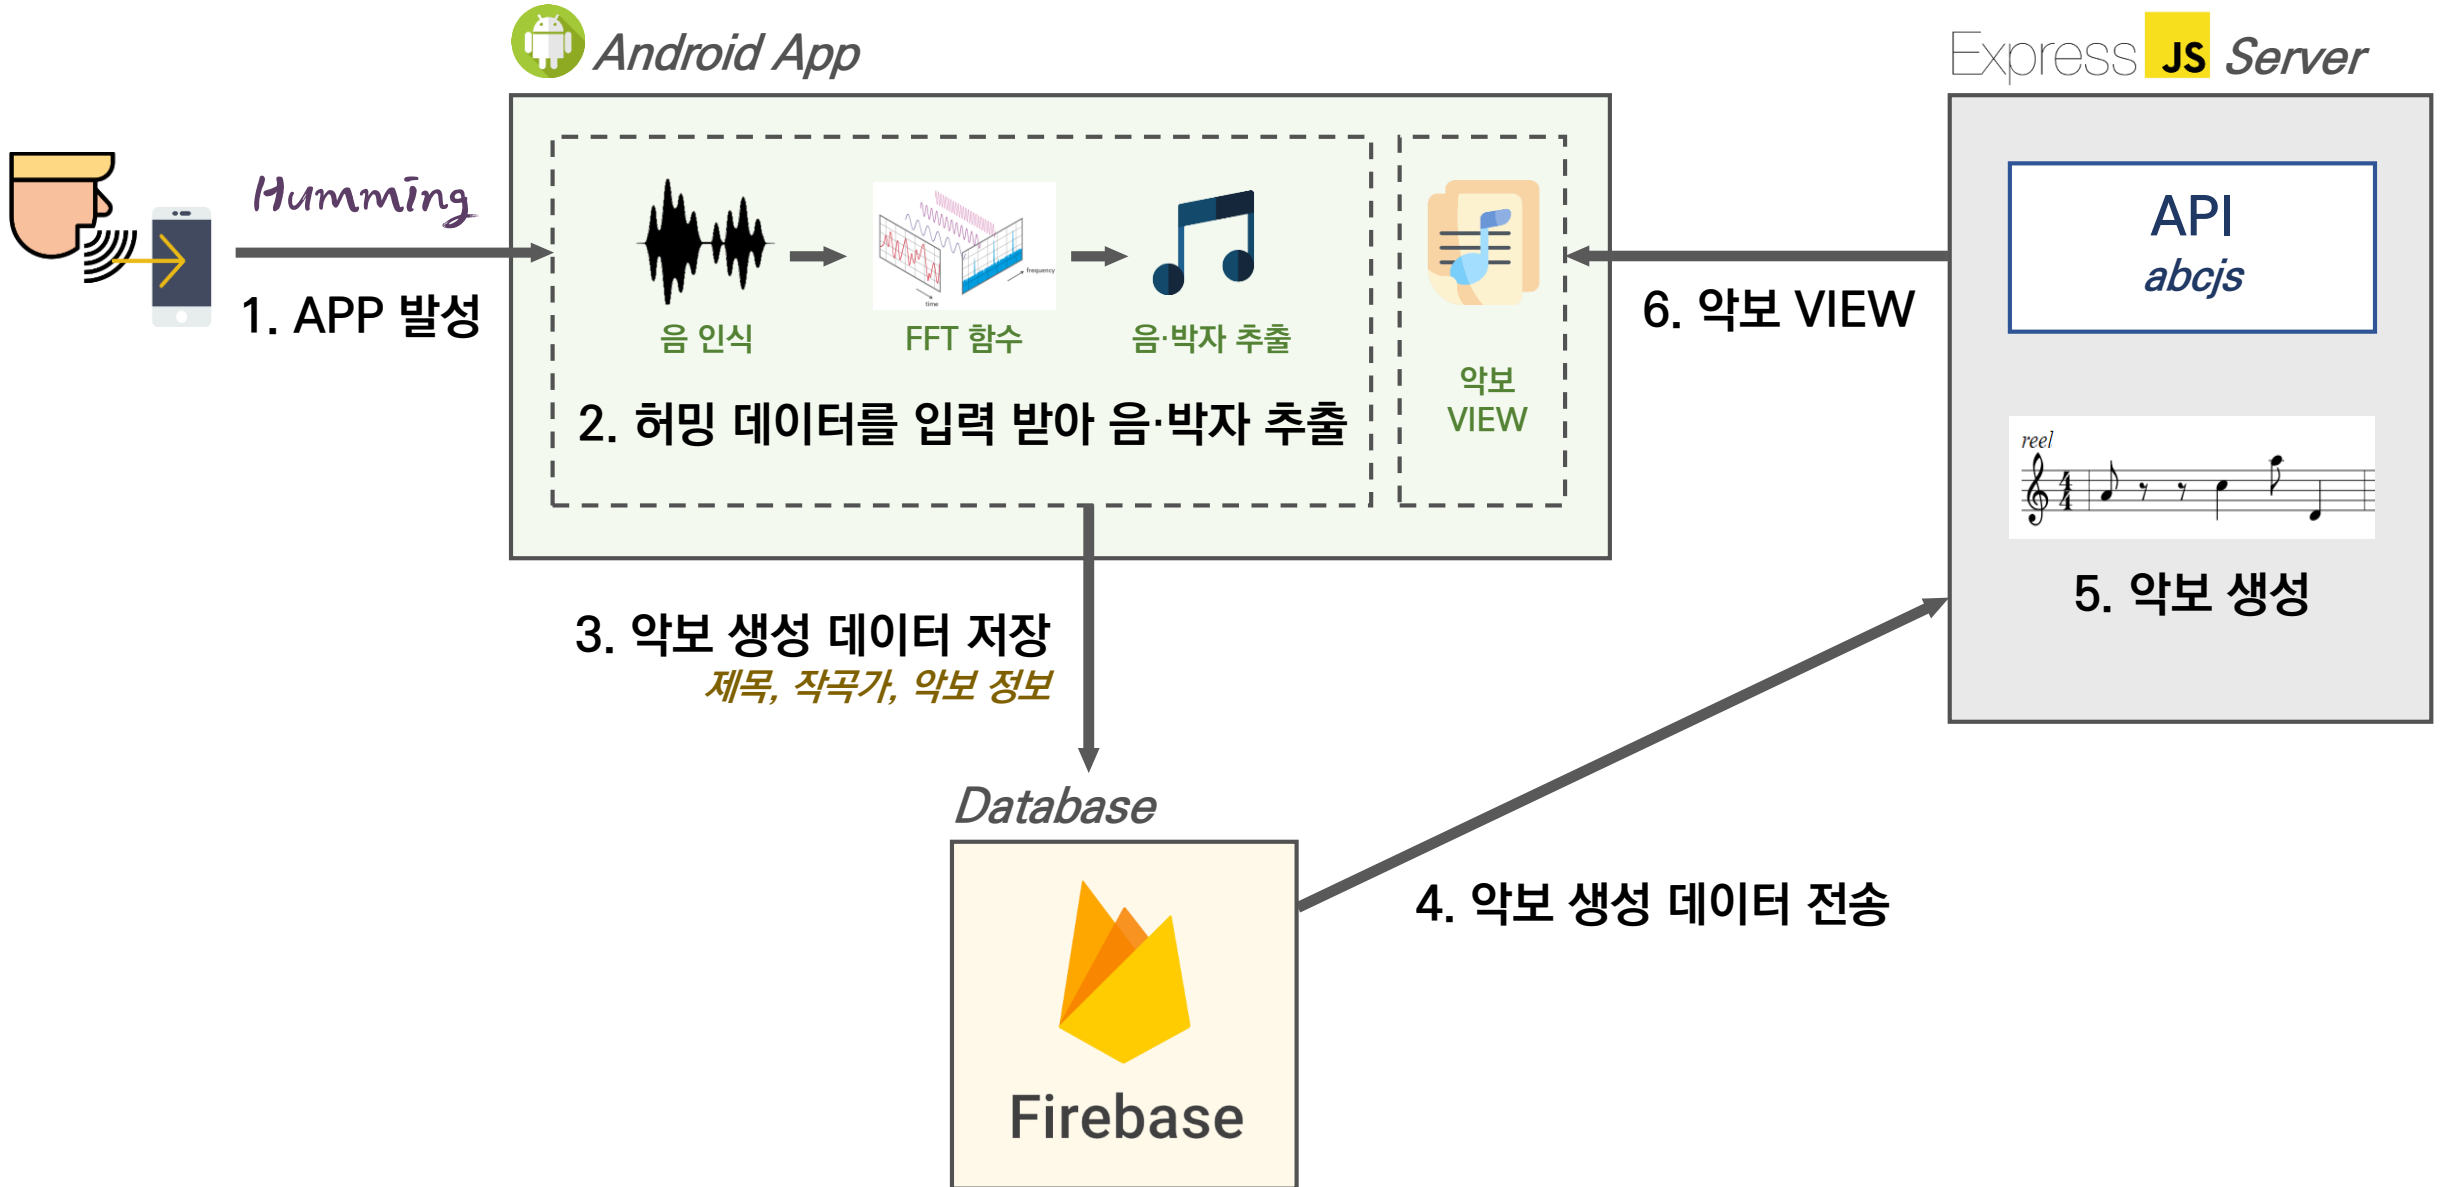 Android App
Express JS Server
Humming
1. APP 발성
음 인식
FFT 함수
time
frequency
음·박자 추출
2. 허밍 데이터를 입력 받아 음·박자 추출
악보
VIEW
6. 악보 VIEW
API
abcjs
reel
4
4
5. 악보 생성
3. 악보 생성 데이터 저장
제목, 작곡가, 악보 정보
Database
Firebase
4. 악보 생성 데이터 전송